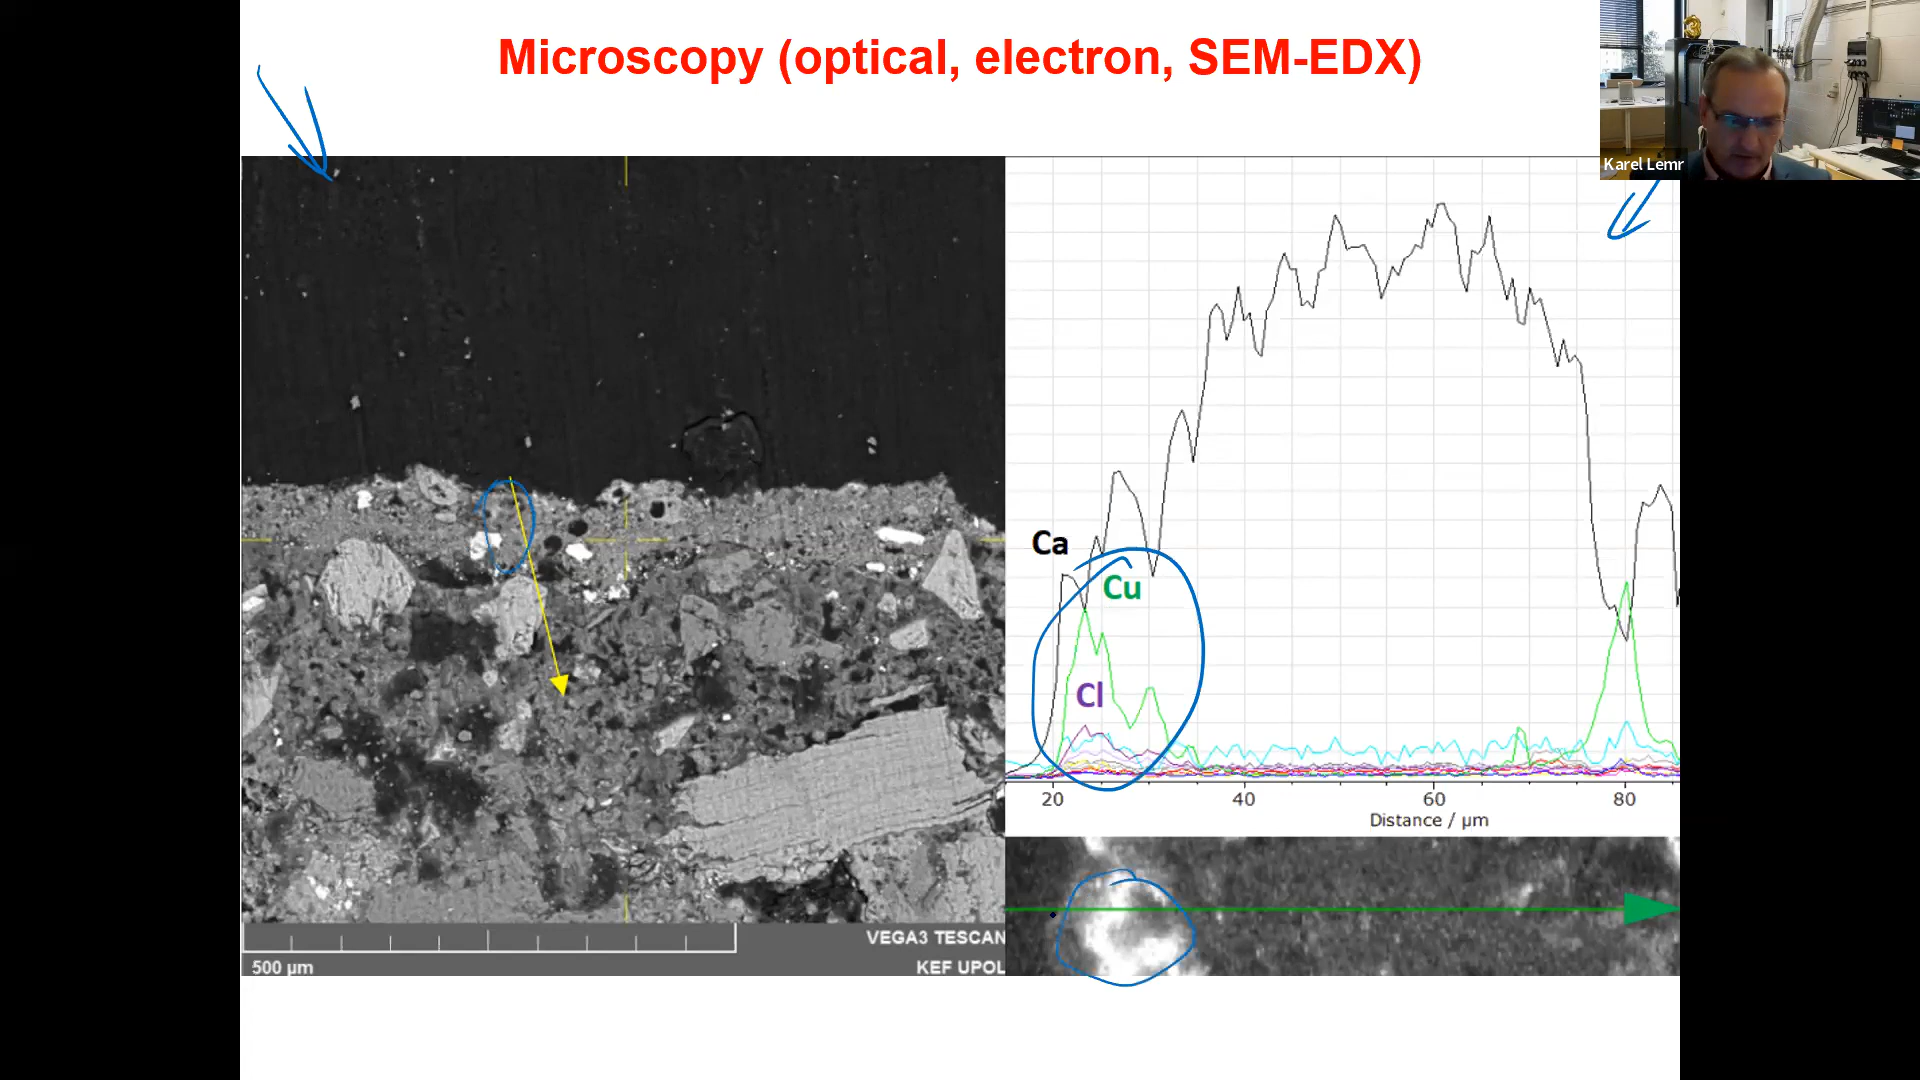 Microscopy (optical, electron, SEM-EDX)
Karel Lemr
Ca
Cu
Cl
20 40 60 80
Distance / µm
VEGA3 TESCAN
500 µm
KEF UPOL